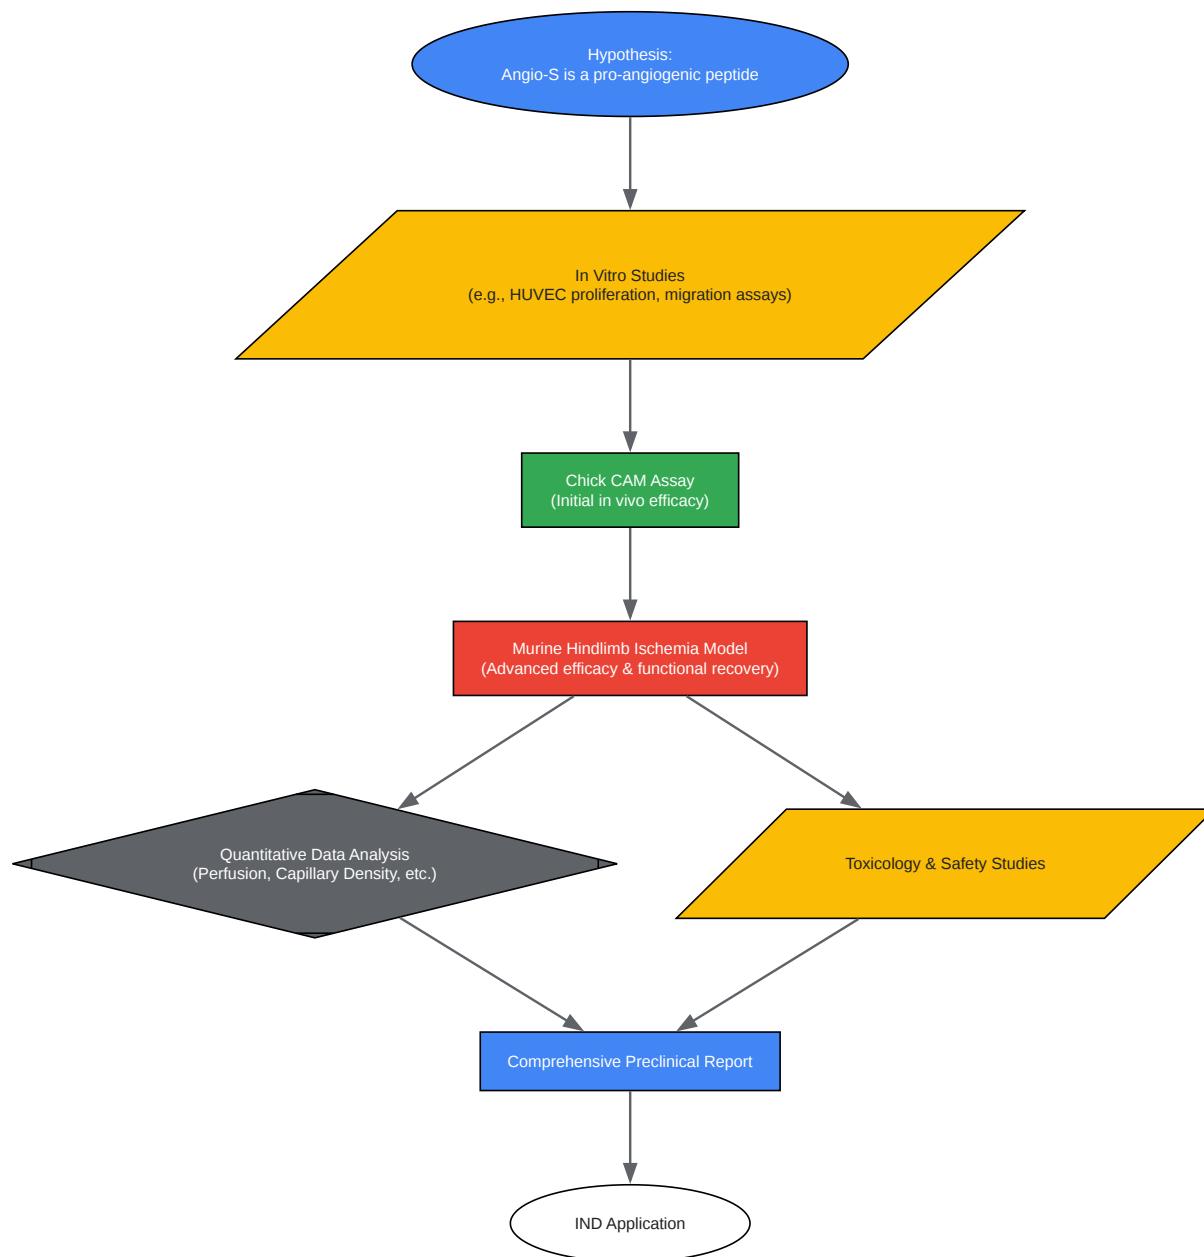 Hypothesis:
Angio-S is a pro-angiogenic peptide
In Vitro Studies
(e.g., HUVEC proliferation, migration assays)
Chick CAM Assay
(Initial in vivo efficacy)
Murine Hindlimb Ischemia Model
(Advanced efficacy & functional recovery)
Quantitative Data Analysis
(Perfusion, Capillary Density, etc.)
Toxicology & Safety Studies
Comprehensive Preclinical Report
IND Application